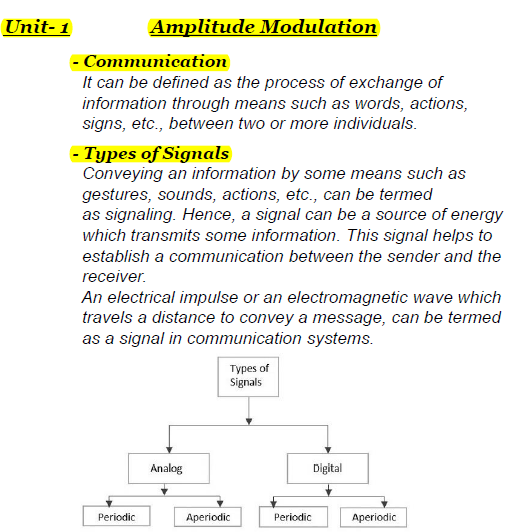 Unit- 1 Amplitude Modulation
- Communication
It can be defined as the process of exchange of
information through means such as words, actions,
signs, etc., between two or more individuals.
- Types of Signals
Conveying an information by some means such as
gestures, sounds, actions, etc., can be termed
as signaling. Hence, a signal can be a source of energy
which transmits some information. This signal helps to
establish a communication between the sender and the
receiver.
An electrical impulse or an electromagnetic wave which
travels a distance to convey a message, can be termed
as a signal in communication systems.
Types of
Signals
Analog Digital
Periodic Aperiodic Periodic Aperiodic